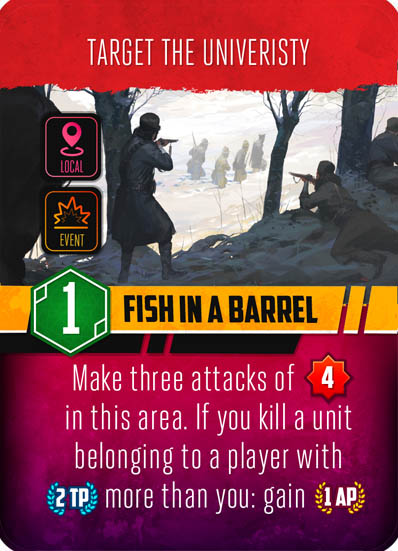 TARGET THE UNIVERISTY
LOCAL
EVENT
1 FISH IN A BARREL
Make three attacks of 4
in this area. If you kill a unit
belonging to a player with
2 TP more than you: gain 1 AP